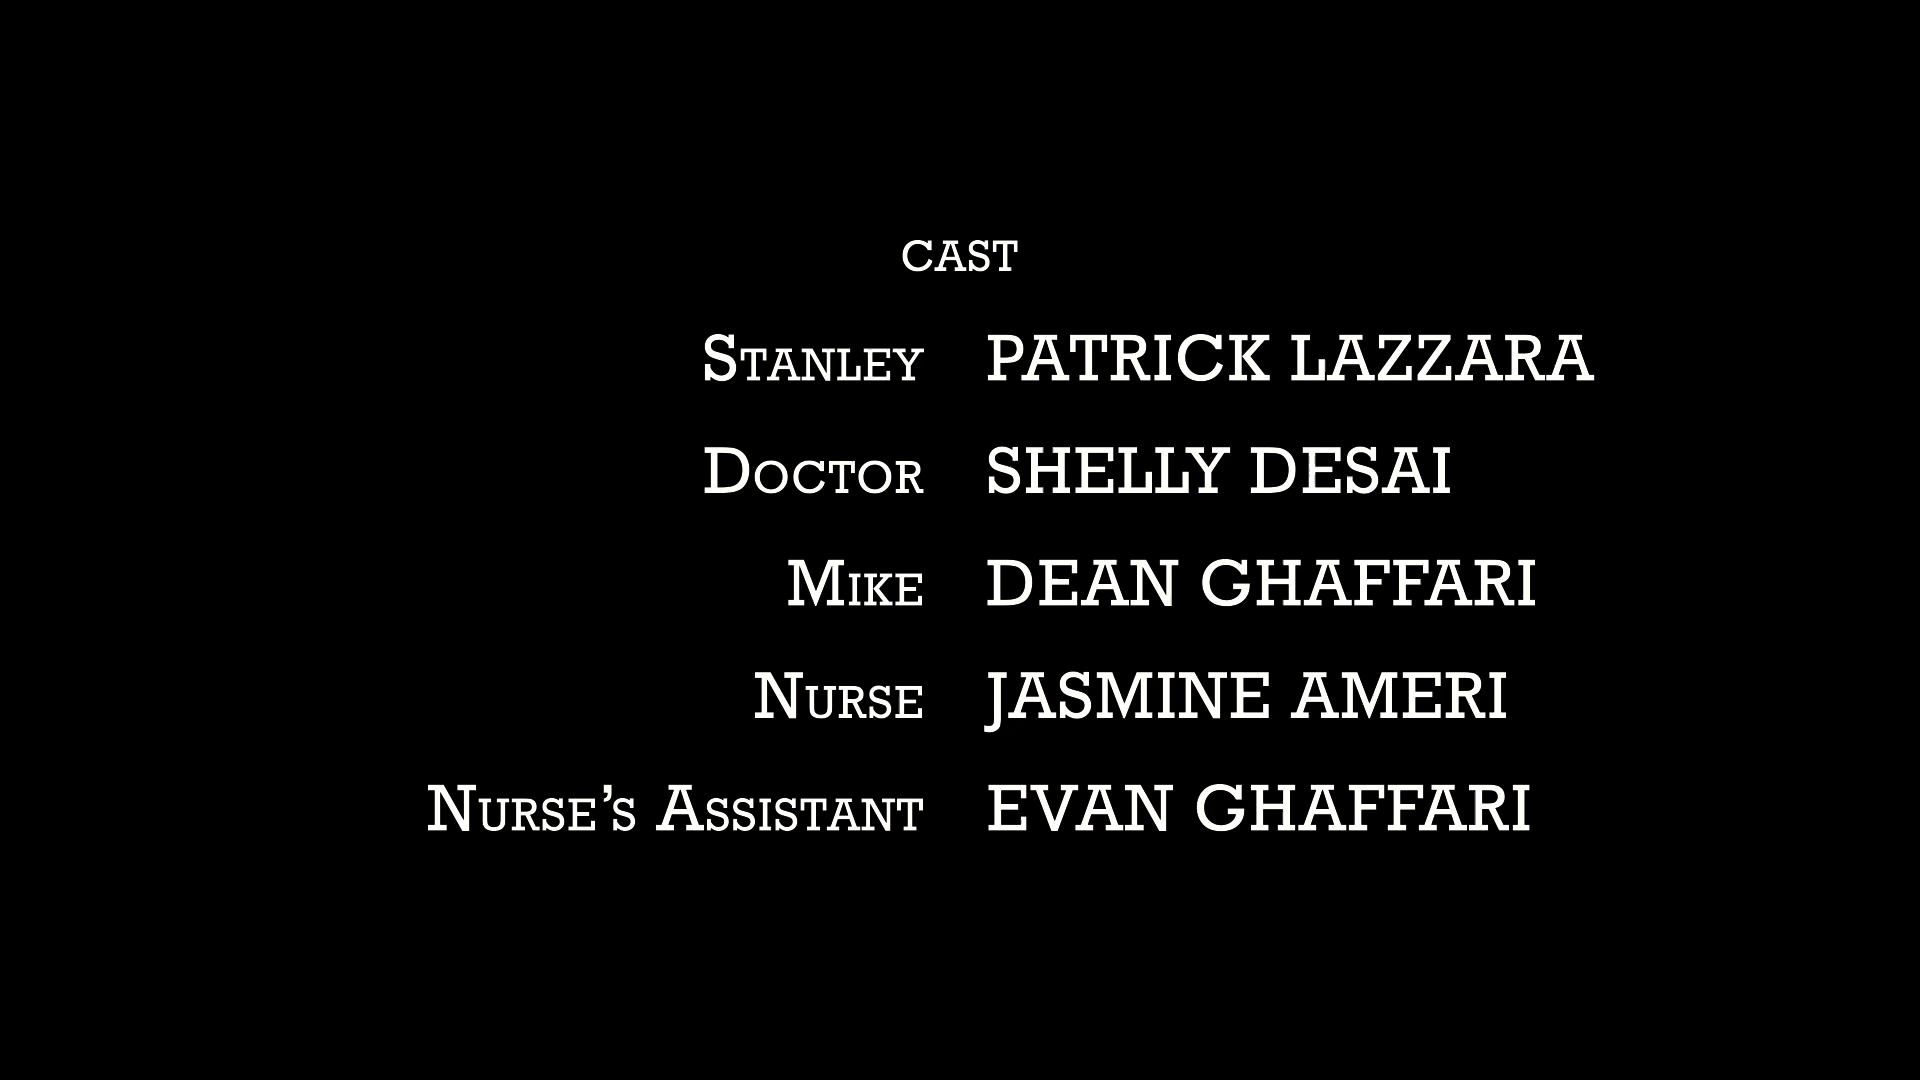 CAST
STANLEY PATRICK LAZZARA
DOCTOR SHELLY DESAI
MIKE DEAN GHAFFARI
NURSE JASMINE AMERI
NURSE’S ASSISTANT EVAN GHAFFARI